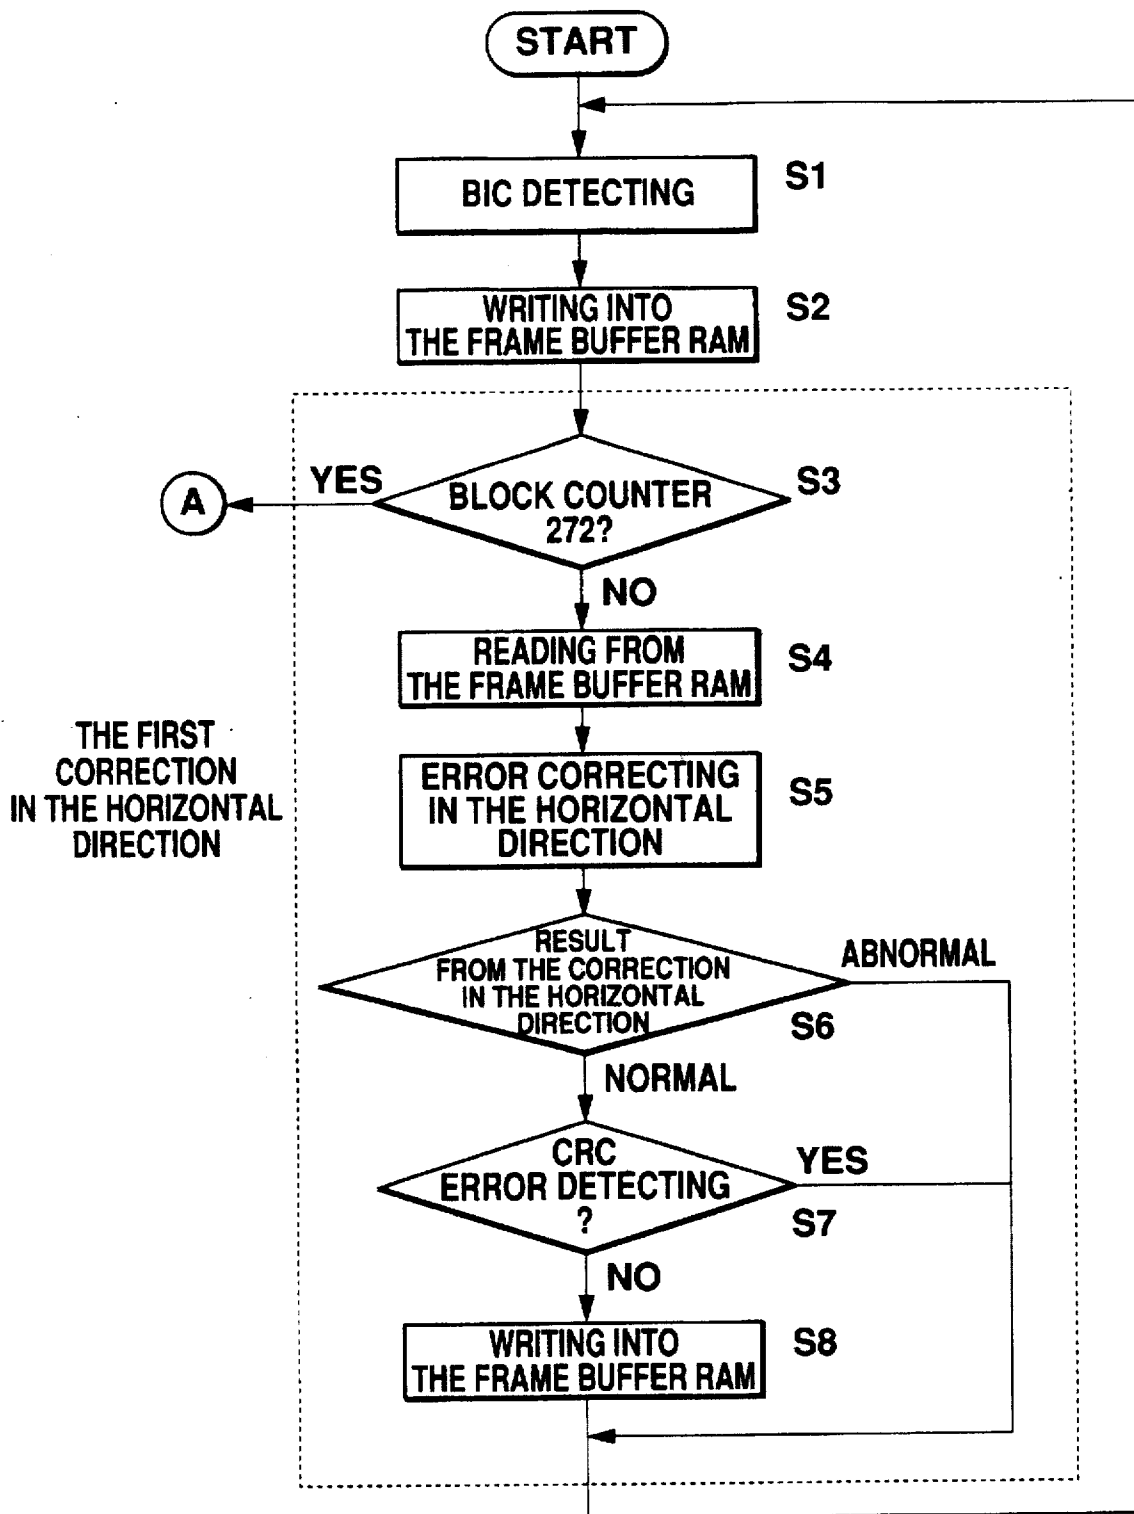 START
BIC DETECTING
S1
WRITING INTO
THE FRAME BUFFER RAM
S2
YES
A
BLOCK COUNTER
272?
S3
NO
READING FROM
THE FRAME BUFFER RAM
S4
THE FIRST
CORRECTION
IN THE HORIZONTAL
DIRECTION
ERROR CORRECTING
IN THE HORIZONTAL
DIRECTION
S5
RESULT
FROM THE CORRECTION
IN THE HORIZONTAL
DIRECTION
ABNORMAL
S6
NORMAL
CRC
ERROR DETECTING
?
YES
S7
NO
WRITING INTO
THE FRAME BUFFER RAM
S8